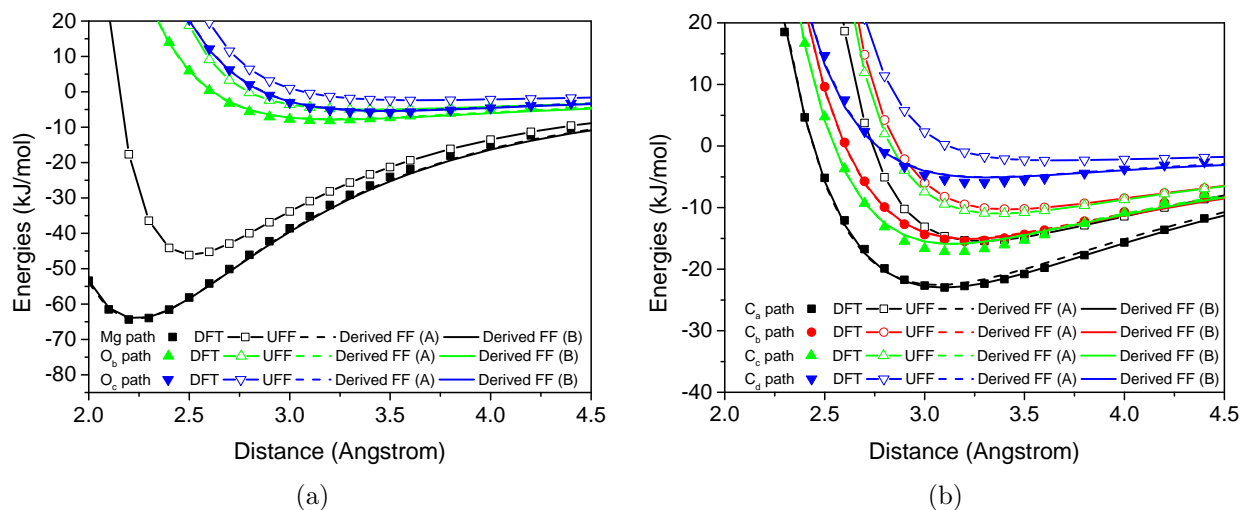 20
10
0
-10
-20
-30
-40
-50
-60
-70
-80
Energies (kJ/mol)
Mg path DFT UFF Derived FF (A) Derived FF (B)
O_b path DFT UFF Derived FF (A) Derived FF (B)
O_c path DFT UFF Derived FF (A) Derived FF (B)
2.0 2.5 3.0 3.5 4.0 4.5
Distance (Angstrom)
(a)
20
10
0
-10
-20
-30
-40
Energies (kJ/mol)
C_a path DFT UFF Derived FF (A) Derived FF (B)
C_b path DFT UFF Derived FF (A) Derived FF (B)
C_c path DFT UFF Derived FF (A) Derived FF (B)
C_d path DFT UFF Derived FF (A) Derived FF (B)
2.0 2.5 3.0 3.5 4.0 4.5
Distance (Angstrom)
(b)